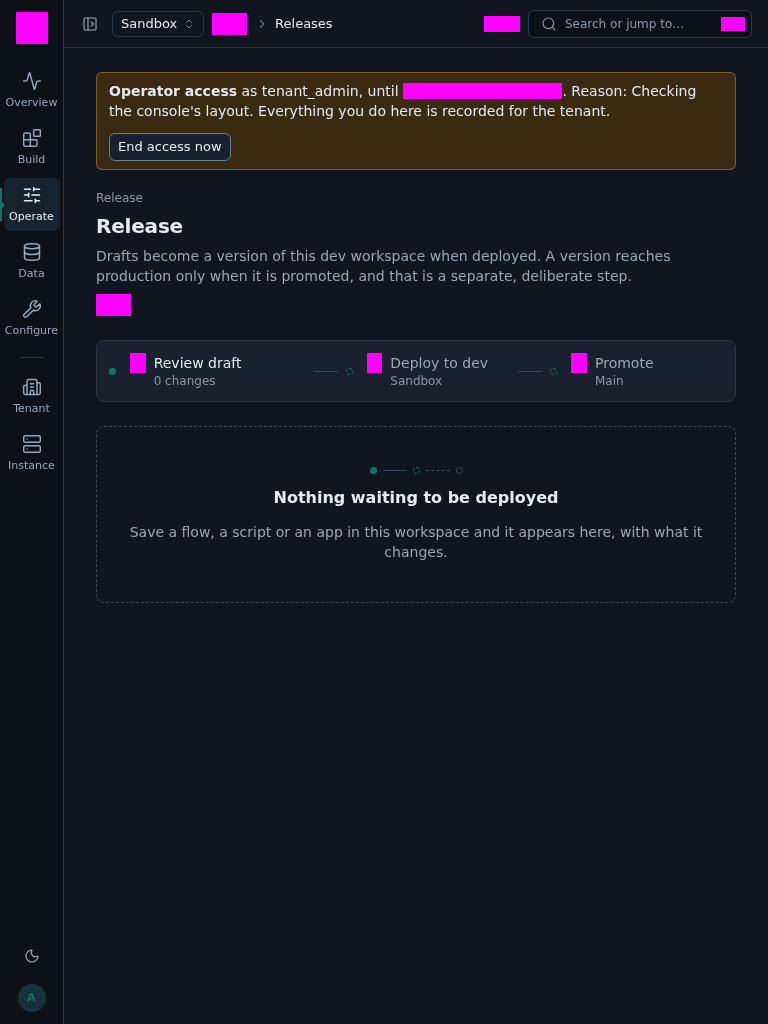 Sandbox
Releases
Search or jump to…
Overview
Build
Operate
Data
Configure
Tenant
Instance
A
Operator access as tenant_admin, until . Reason: Checking
the console's layout. Everything you do here is recorded for the tenant.
End access now
Release
Release
Drafts become a version of this dev workspace when deployed. A version reaches
production only when it is promoted, and that is a separate, deliberate step.
Review draft
0 changes
Deploy to dev
Sandbox
Promote
Main
Nothing waiting to be deployed
Save a flow, a script or an app in this workspace and it appears here, with what it
changes.